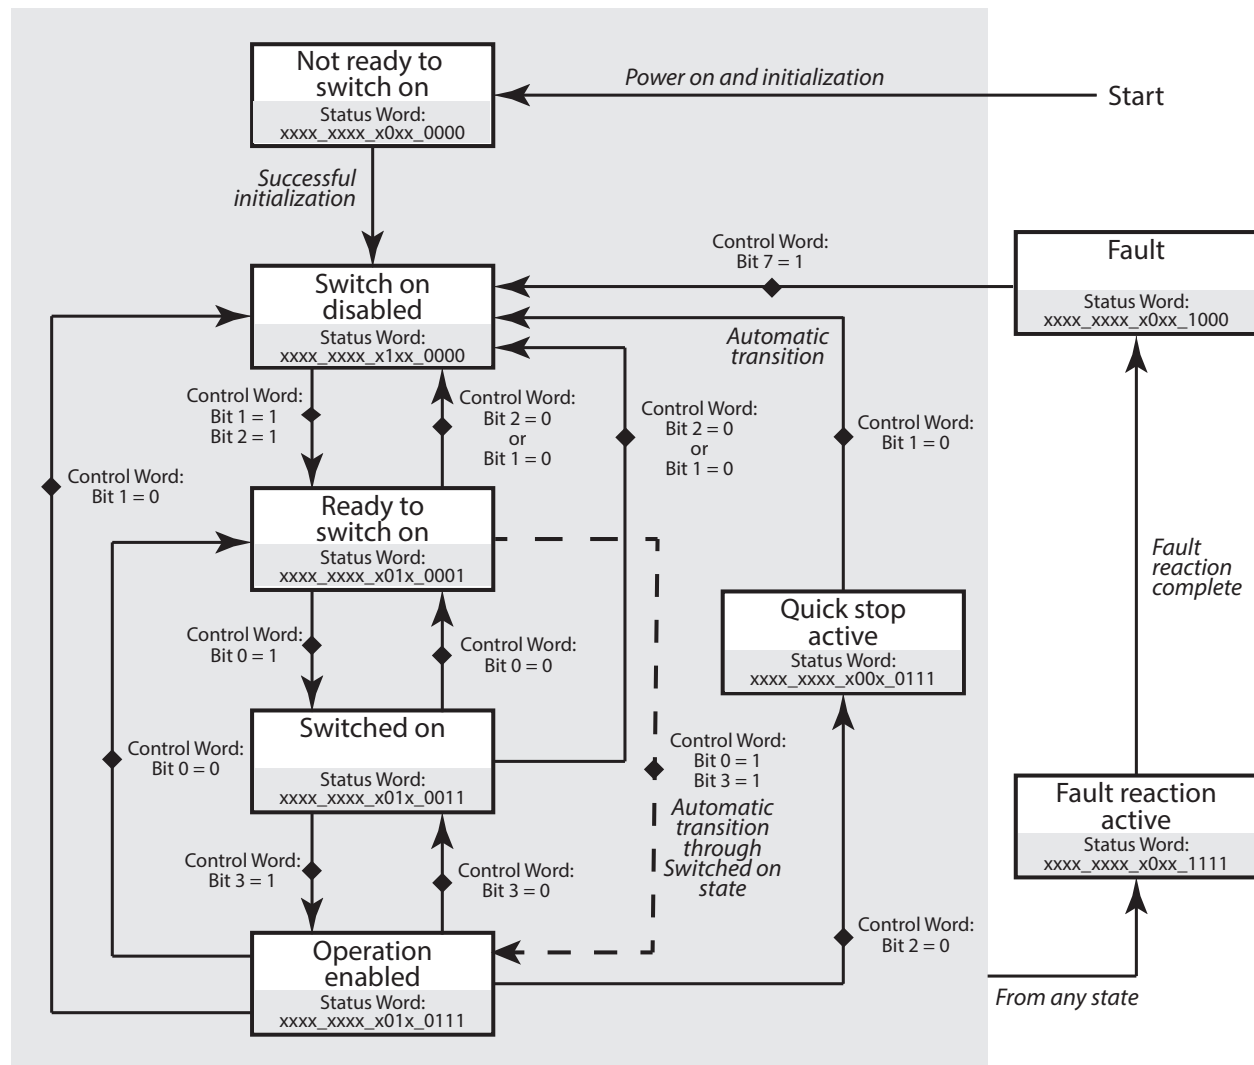 Not ready to
switch on
Status Word:
xxxx_xxxx_x0xx_0000
Power on and initialization
Start
Successful
initialization
Control Word:
Bit 7 = 1
Fault
Status Word:
xxxx_xxxx_x0xx_1000
Switch on
disabled
Status Word:
xxxx_xxxx_x1xx_0000
Automatic
transition
Control Word:
Bit 1 = 1
Bit 2 = 1
Control Word:
Bit 2 = 0
or
Bit 1 = 0
Control Word:
Bit 2 = 0
or
Bit 1 = 0
Control Word:
Bit 1 = 0
Control Word:
Bit 1 = 0
Ready to
switch on
Status Word:
xxxx_xxxx_x01x_0001
Fault
reaction
complete
Quick stop
active
Status Word:
xxxx_xxxx_x00x_0111
Control Word:
Bit 0 = 1
Control Word:
Bit 0 = 0
Switched on
Status Word:
xxxx_xxxx_x01x_0011
Control Word:
Bit 0 = 0
Control Word:
Bit 0 = 1
Bit 3 = 1
Automatic
transition
through
Switched on
state
Fault reaction
active
Status Word:
xxxx_xxxx_x0xx_1111
Control Word:
Bit 3 = 1
Control Word:
Bit 3 = 0
Control Word:
Bit 2 = 0
Operation
enabled
Status Word:
xxxx_xxxx_x01x_0111
From any state